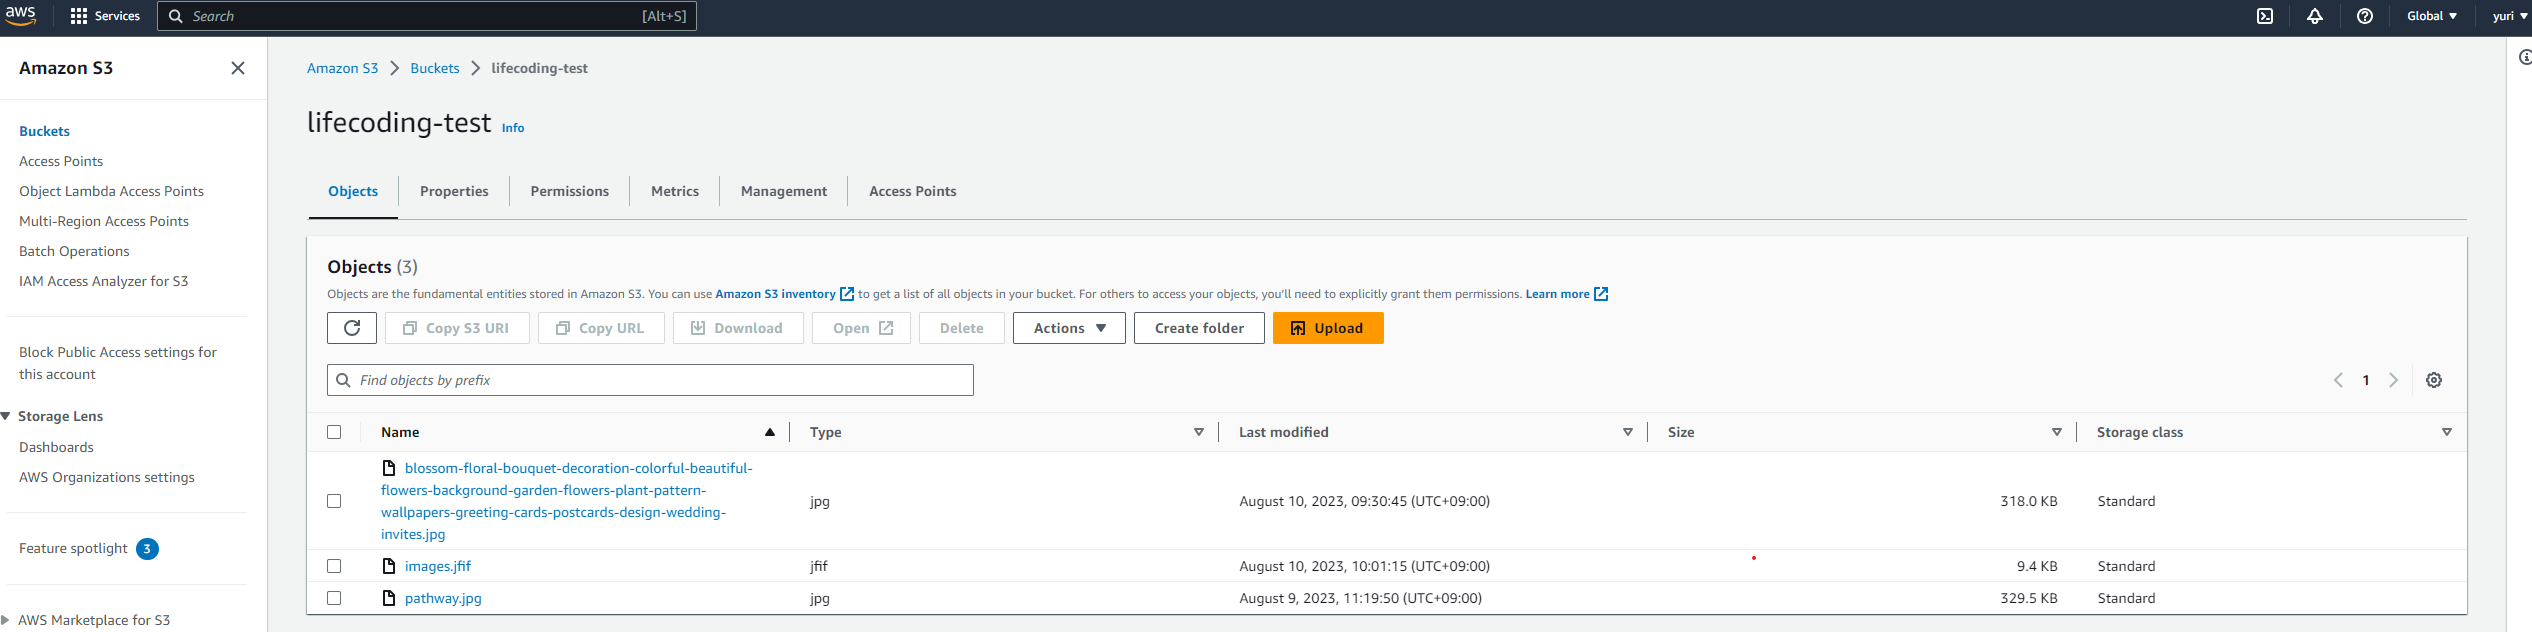 aws
Services
Search
[Alt+S]
Global
yuri
Amazon S3
Buckets
Access Points
Object Lambda Access Points
Multi-Region Access Points
Batch Operations
IAM Access Analyzer for S3
Block Public Access settings for
this account
Storage Lens
Dashboards
AWS Organizations settings
Feature spotlight 3
AWS Marketplace for S3
Amazon S3 > Buckets > lifecoding-test
lifecoding-test Info
Objects
Properties
Permissions
Metrics
Management
Access Points
Objects (3)
Objects are the fundamental entities stored in Amazon S3. You can use Amazon S3 inventory to get a list of all objects in your bucket. For others to access your objects, you'll need to explicitly grant them permissions. Learn more
Copy S3 URI
Copy URL
Download
Open
Delete
Actions
Create folder
Upload
Find objects by prefix
1
Name
Type
Last modified
Size
Storage class
blossom-floral-bouquet-decoration-colorful-beautiful-
flowers-background-garden-flowers-plant-pattern-
wallpapers-greeting-cards-postcards-design-wedding-
invites.jpg
jpg
August 10, 2023, 09:30:45 (UTC+09:00)
318.0 KB
Standard
images.jfif
jfif
August 10, 2023, 10:01:15 (UTC+09:00)
9.4 KB
Standard
pathway.jpg
jpg
August 9, 2023, 11:19:50 (UTC+09:00)
329.5 KB
Standard